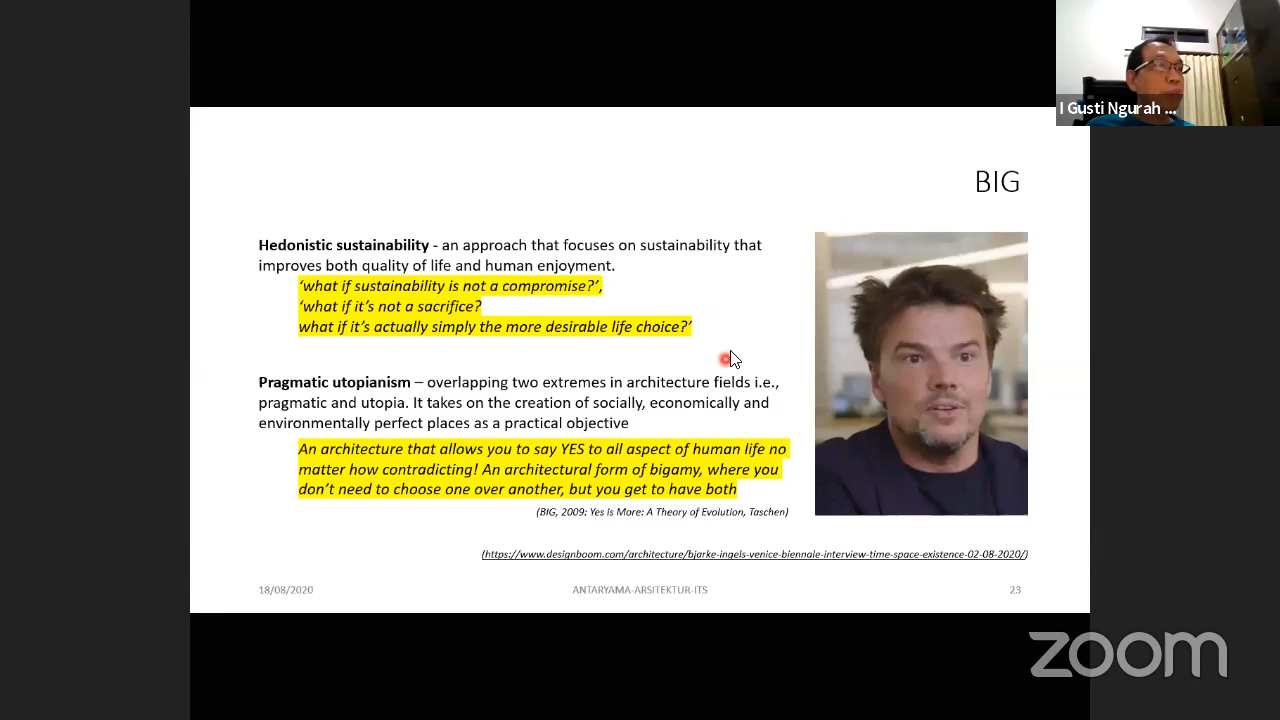 I Gusti Ngurah ...
BIG
Hedonistic sustainability - an approach that focuses on sustainability that
improves both quality of life and human enjoyment.
‘what if sustainability is not a compromise?’,
‘what if it’s not a sacrifice?
what if it’s actually simply the more desirable life choice?’
Pragmatic utopianism – overlapping two extremes in architecture fields i.e.,
pragmatic and utopia. It takes on the creation of socially, economically and
environmentally perfect places as a practical objective
An architecture that allows you to say YES to all aspect of human life no
matter how contradicting! An architectural form of bigamy, where you
don’t need to choose one over another, but you get to have both
(BIG, 2009: Yes is More: A Theory of Evolution, Taschen)
(https://www.designboom.com/architecture/bjarke-ingels-venice-biennale-interview-time-space-existence-02-08-2020/)
18/08/2020
ANTARYAMA-ARSITEKTUR-ITS
23
zoom